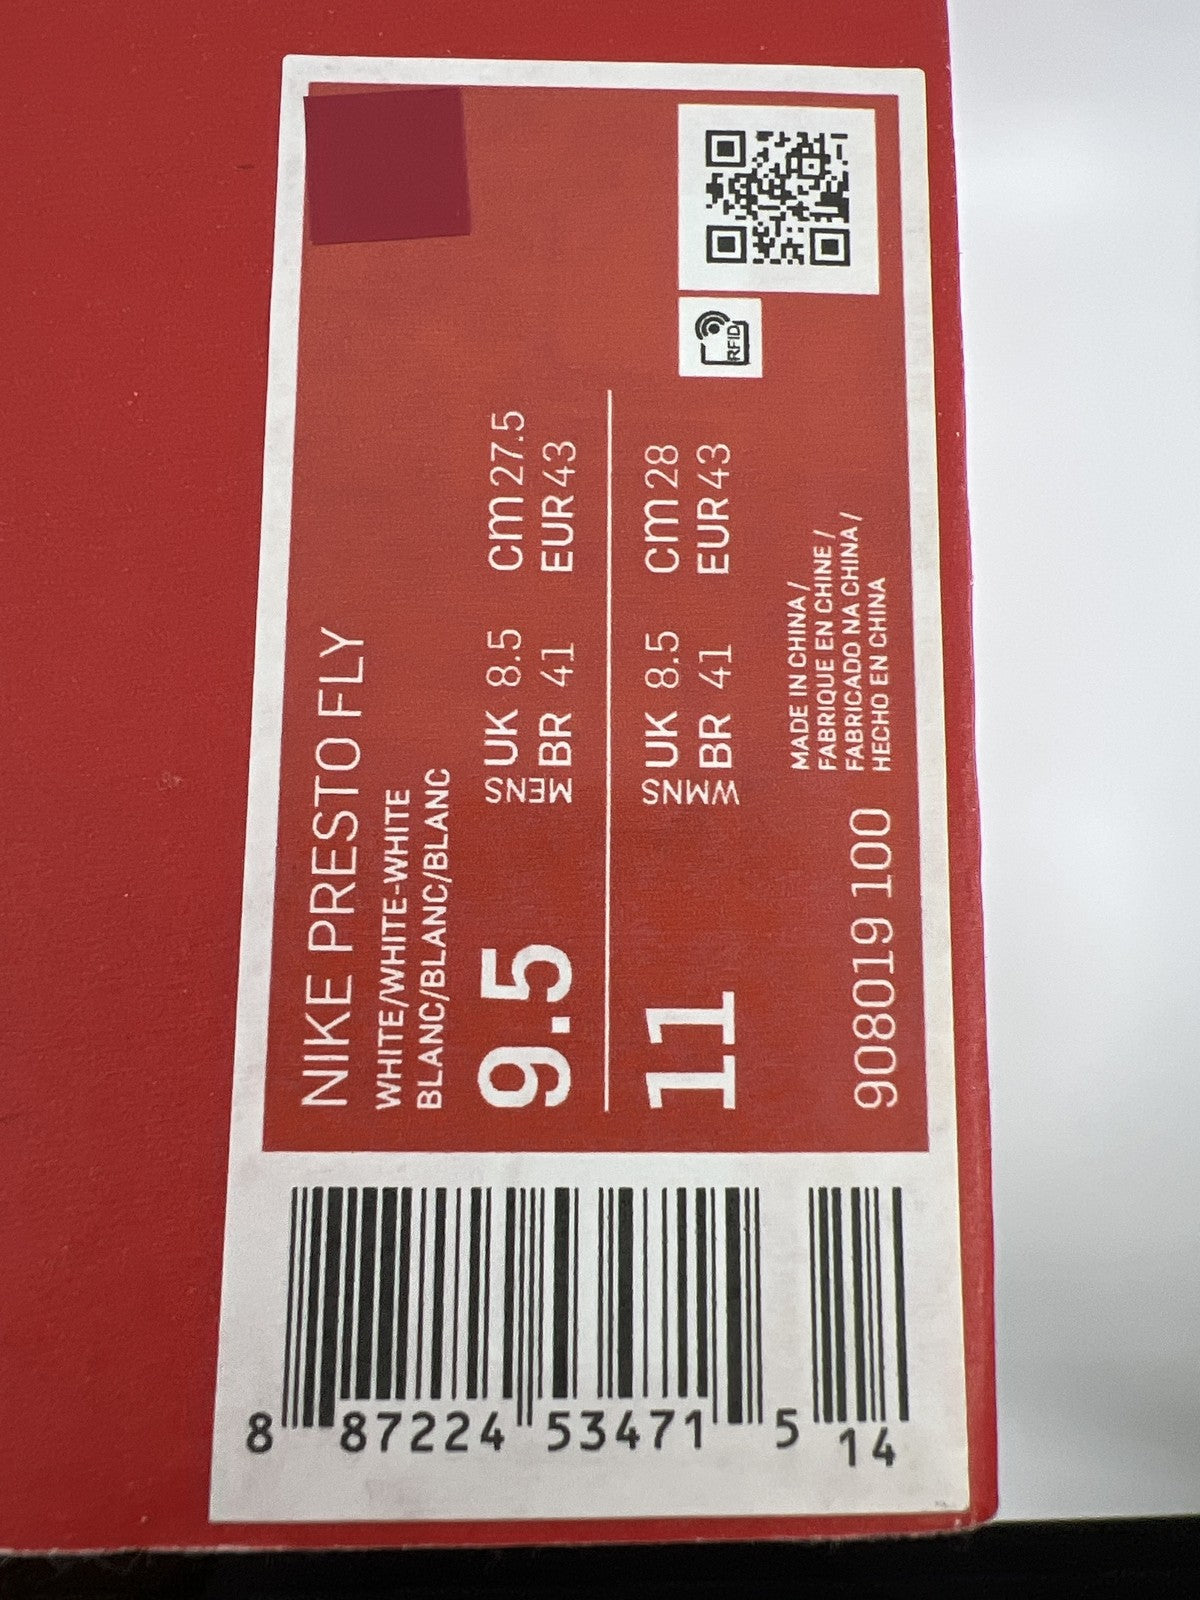 NIKE PRESTO FLY
WHITE/WHITE-WHITE
BLANC/BLANC/BLANC
9.5
MENS
UK 8.5 cm 27.5
BR 41 EUR 43
11
WMNS
UK 8.5 cm 28
BR 41 EUR 43
RFID
MADE IN CHINA /
FABRIQUE EN CHINE /
FABRICADO NA CHINA /
HECHO EN CHINA
908019 100
8 87224 53471 5 14